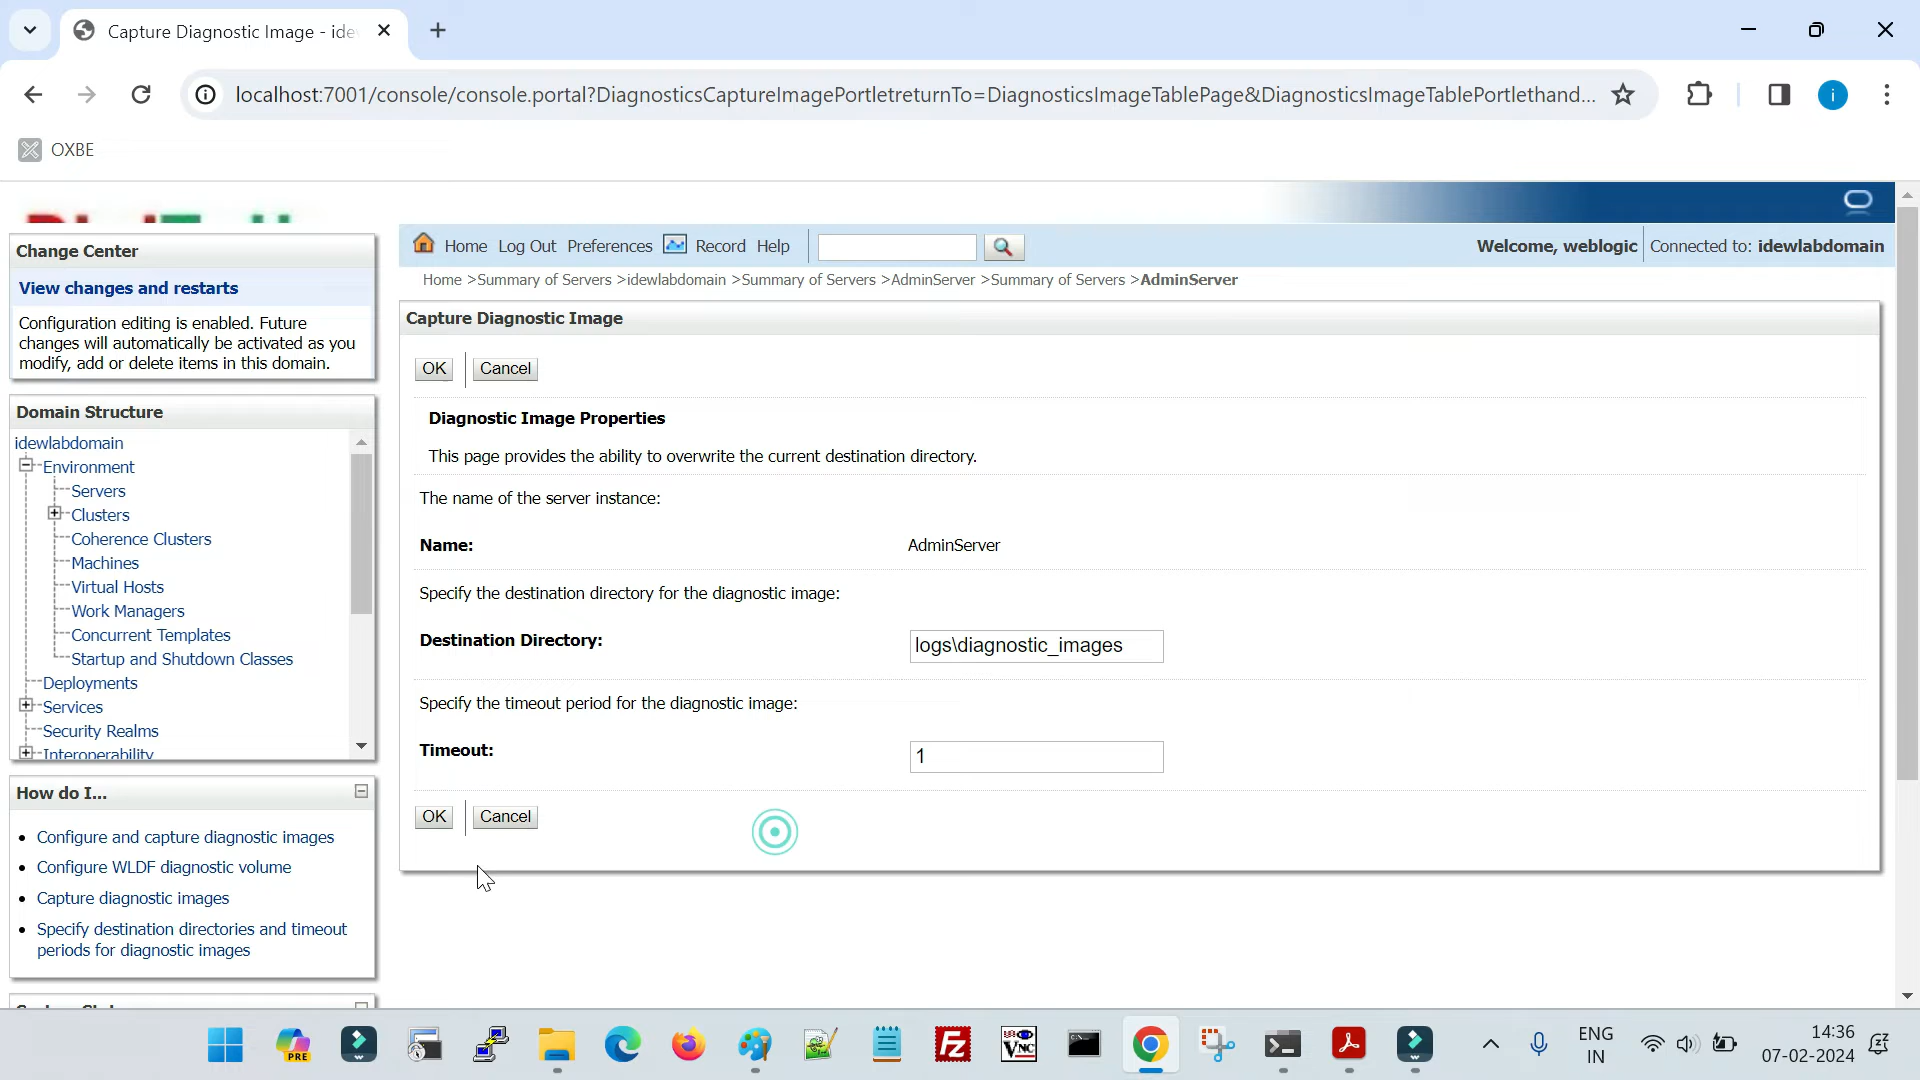 Capture Diagnostic Image - ide
localhost:7001/console/console.portal?DiagnosticsCaptureImagePortletreturnTo=DiagnosticsImageTablePage&DiagnosticsImageTablePortlethand...
i
OXBE
Home Log Out Preferences Record Help
Welcome, weblogic Connected to: idewlabdomain
Home >Summary of Servers >idewlabdomain >Summary of Servers >AdminServer >Summary of Servers >AdminServer
Change Center
View changes and restarts
Configuration editing is enabled. Future
changes will automatically be activated as you
modify, add or delete items in this domain.
Domain Structure
idewlabdomain
Environment
Servers
Clusters
Coherence Clusters
Machines
Virtual Hosts
Work Managers
Concurrent Templates
Startup and Shutdown Classes
Deployments
Services
Security Realms
Interoperability
How do I...
Configure and capture diagnostic images
Configure WLDF diagnostic volume
Capture diagnostic images
Specify destination directories and timeout
periods for diagnostic images
Capture Diagnostic Image
OK Cancel
Diagnostic Image Properties
This page provides the ability to overwrite the current destination directory.
The name of the server instance:
Name: AdminServer
Specify the destination directory for the diagnostic image:
Destination Directory: logs\diagnostic_images
Specify the timeout period for the diagnostic image:
Timeout: 1
OK Cancel
PRE
VNC
ENG
IN
14:36
07-02-2024